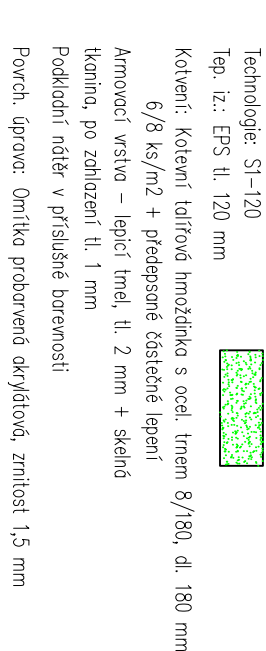 Technologie: S1-120
Tep. iz.: EPS tl. 120 mm
Kotvení: Kotevní talířová hmoždinka s ocel. trnem 8/180, dl. 180 mm
6/8 ks/m2 + předepsané částečné lepení
Armovací vrstva - lepicí tmel, tl. 2 mm + skelná
tkanina, po zahlazení tl. 1 mm
Podkladní nátěr v příslušné barevnosti
Povrch. úprava: Omítka probarvená akrylátová, zrnitost 1,5 mm